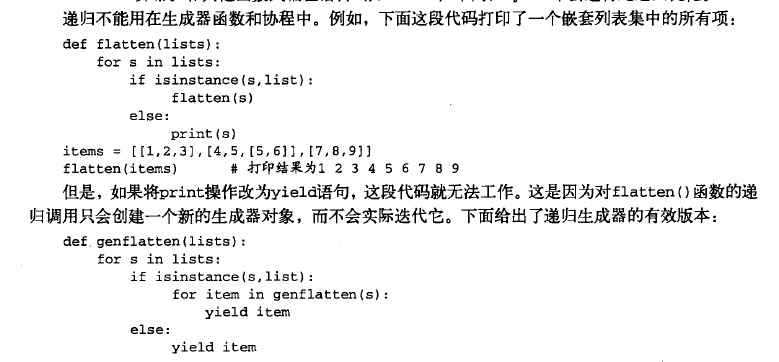 递归不能用在生成器函数和协程中。例如，下面这段代码打印了一个嵌套列表集中的所有项：
def flatten(lists):
    for s in lists:
        if isinstance(s,list):
            flatten(s)
        else:
            print(s)
items = [[1,2,3],[4,5,[5,6]],[7,8,9]]
flatten(items)      # 打印结果为1 2 3 4 5 6 7 8 9
但是，如果将print操作改为yield语句，这段代码就无法工作。这是因为对flatten()函数的递
归调用只会创建一个新的生成器对象，而不会实际迭代它。下面给出了递归生成器的有效版本：
def genflatten(lists):
    for s in lists:
        if isinstance(s,list):
            for item in genflatten(s):
                yield item
        else:
            yield item